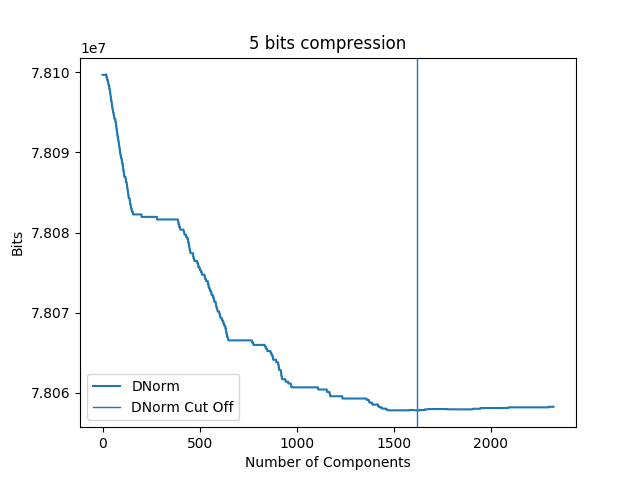 5 bits compression
1e7
7.810
7.809
7.808
7.807
7.806
Bits
DNorm
DNorm Cut Off
0
500
1000
1500
2000
Number of Components